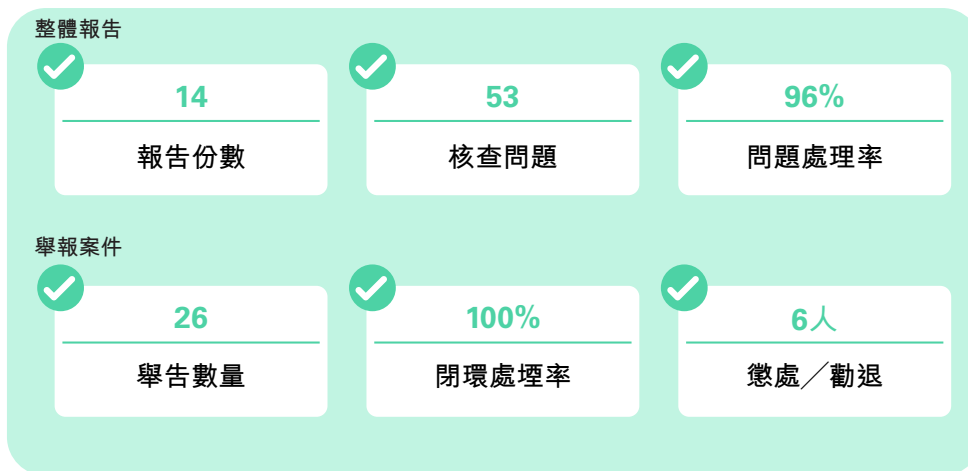 整體報告
14
報告份數
53
核查問題
96%
問題處理率
舉報案件
26
舉告數量
100%
閉環處堙率
6人
懲處╱勸退